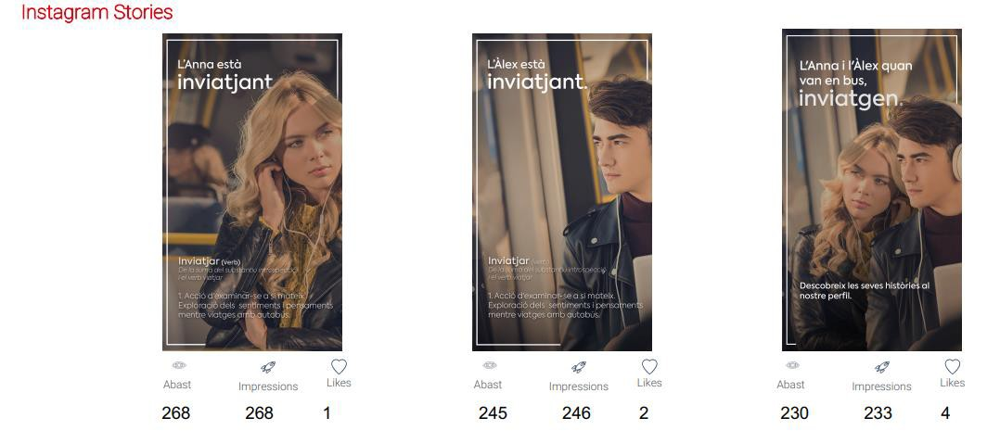 Instagram Stories
L'Anna està
inviatjant.
Inviatjar (verb)
De la suma del substantiu introspecció
i el verb viatjar
1. Acció d'examinar-se a si mateix.
Exploració dels sentiments i pensaments
mentre viatges amb autobús.
Abast
Impressions
Likes
268
268
1
L'Àlex està
inviatjant.
Inviatjar (verb)
De la suma del substantiu introspecció
i el verb viatjar
1. Acció d'examinar-se a si mateix.
Exploració dels sentiments i pensaments
mentre viatges amb autobús.
Abast
Impressions
Likes
245
246
2
L'Anna i l'Àlex quan
van en bus,
inviatgen.
Descobreix les seves històries al
nostre perfil.
Abast
Impressions
Likes
230
233
4